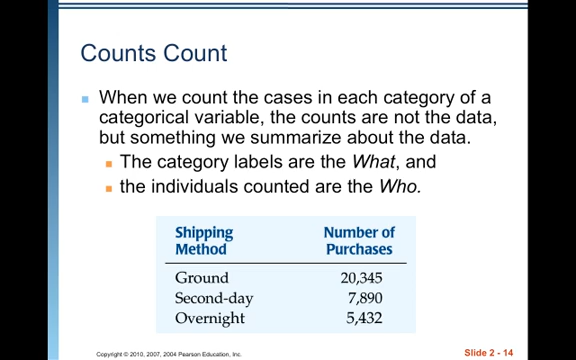 Counts Count
When we count the cases in each category of a
categorical variable, the counts are not the data,
but something we summarize about the data.
The category labels are the What, and
the individuals counted are the Who.
Shipping Method Number of Purchases
Ground 20,345
Second-day 7,890
Overnight 5,432
Copyright © 2010, 2007, 2004 Pearson Education, Inc.
Slide 2 - 14